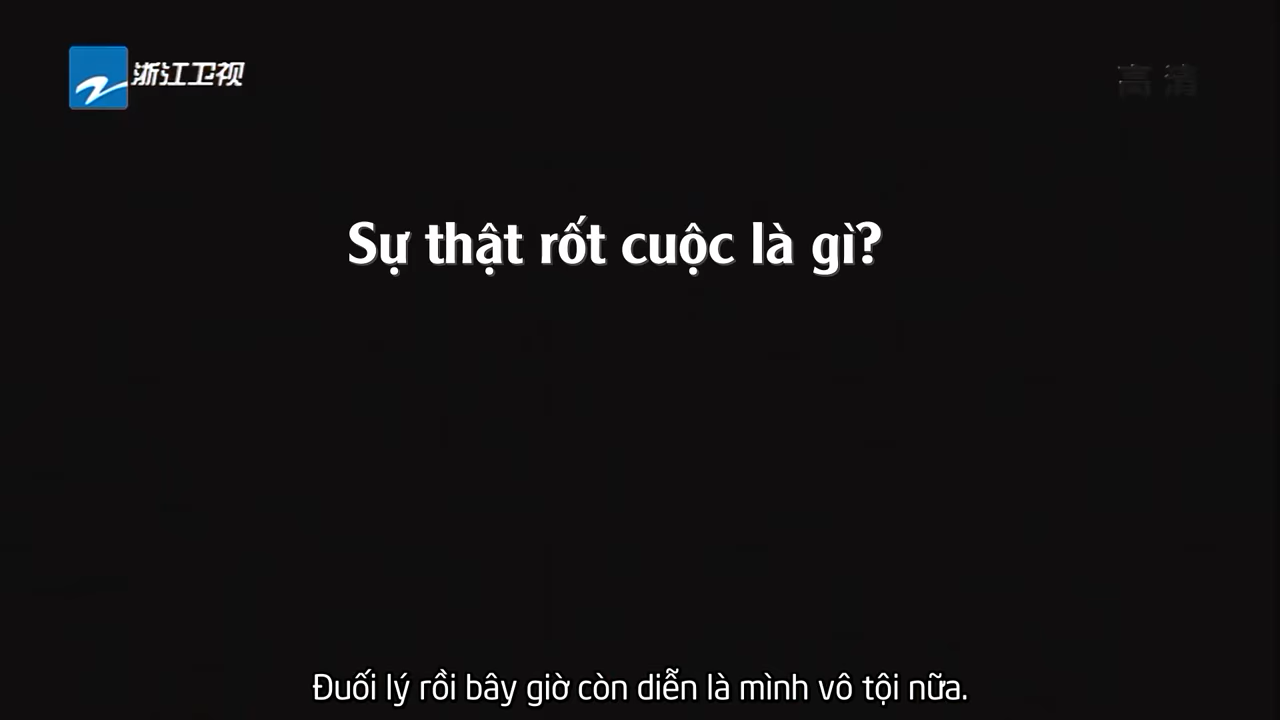 浙江卫视
高清
Sự thật rốt cuộc là gì?
Đuối lý rồi bây giờ còn diễn là mình vô tội nữa.